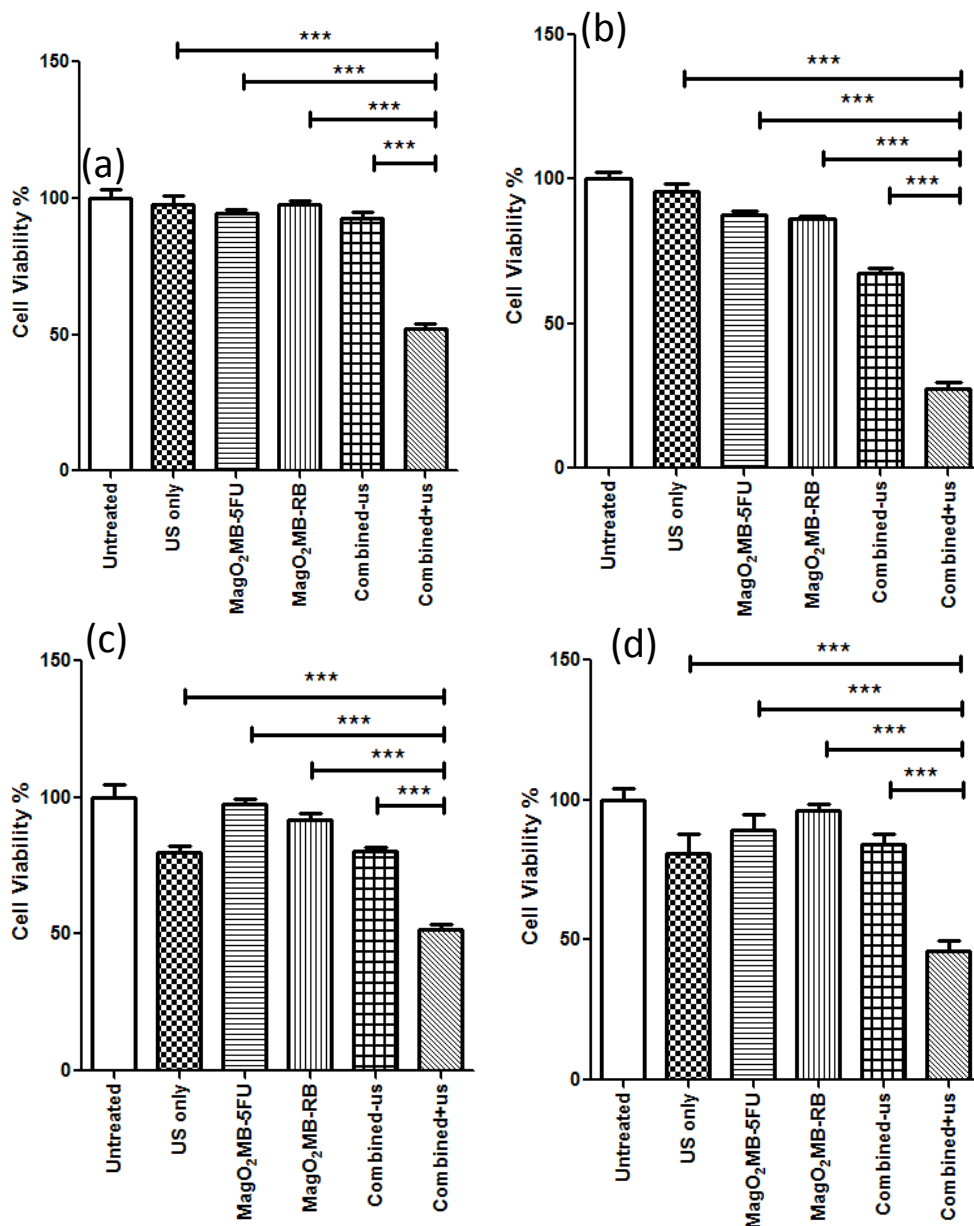 (a)
Cell Viability %
150
100
50
0
***
***
***
***
Untreated
US only
MagO₂MB-5FU
MagO₂MB-RB
Combined-us
Combined+us
(b)
Cell Viability %
150
100
50
0
***
***
***
***
Untreated
US only
MagO₂MB-5FU
MagO₂MB-RB
Combined-us
Combined+us
(c)
Cell Viability %
150
100
50
0
***
***
***
***
Untreated
US only
MagO₂MB-5FU
MagO₂MB-RB
Combined-us
Combined+us
(d)
Cell Viability %
150
100
50
0
***
***
***
***
Untreated
US only
MagO₂MB-5FU
MagO₂MB-RB
Combined-us
Combined+us